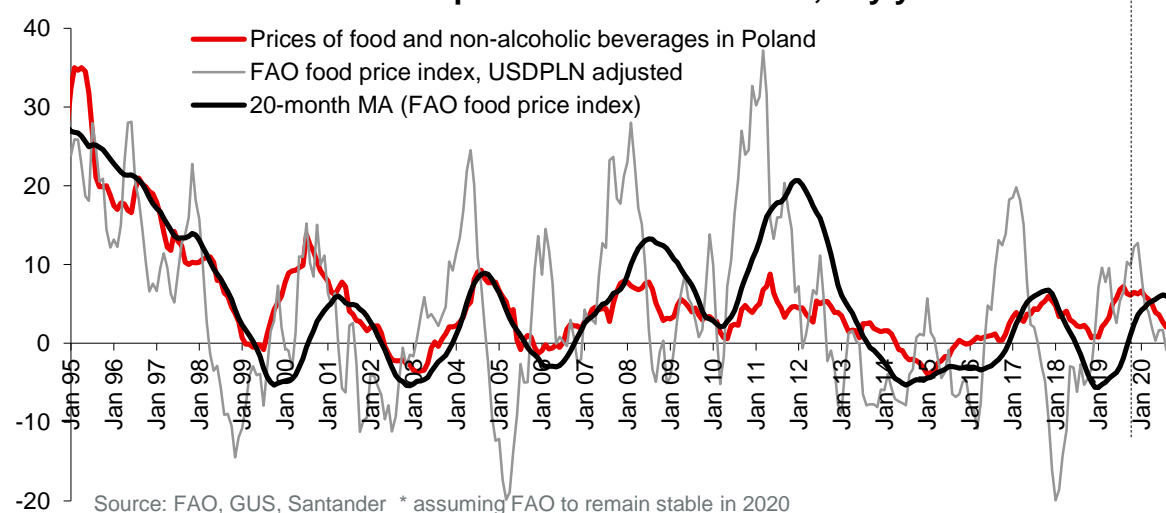 40
30
20
10
0
-10
-20
Prices of food and non-alcoholic beverages in Poland
FAO food price index, USDPLN adjusted
20-month MA (FAO food price index)
Jan 95
Jan 96
Jan 97
Jan 98
Jan 99
Jan 00
Jan 01
Jan 02
Jan 03
Jan 04
Jan 05
Jan 06
Jan 07
Jan 08
Jan 09
Jan 10
Jan 11
Jan 12
Jan 13
Jan 14
Jan 15
Jan 16
Jan 17
Jan 18
Jan 19
Jan 20
Source: FAO, GUS, Santander * assuming FAO to remain stable in 2020